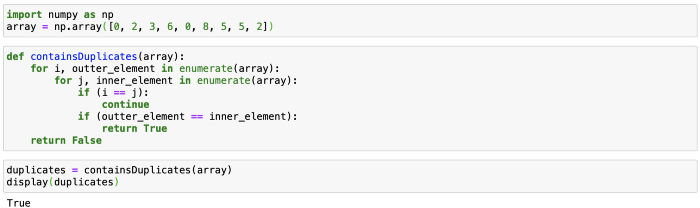 import numpy as np
array = np.array([0, 2, 3, 6, 0, 8, 5, 5, 2])
def containsDuplicates(array):
    for i, outter_element in enumerate(array):
        for j, inner_element in enumerate(array):
            if (i == j):
                continue
            if (outter_element == inner_element):
                return True
    return False
duplicates = containsDuplicates(array)
display(duplicates)
True